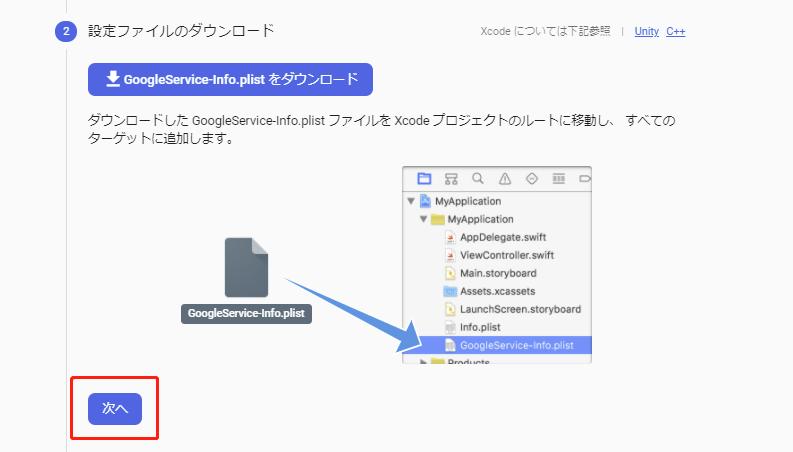 2 設定ファイルのダウンロード Xcode については下記参照 | Unity C++
GoogleService-Info.plist をダウンロード
ダウンロードした GoogleService-Info.plist ファイルを Xcode プロジェクトのルートに移動し、 すべての
ターゲットに追加します。
MyApplication
MyApplication
AppDelegate.swift
ViewController.swift
Main.storyboard
Assets.xcassets
LaunchScreen.storyboard
Info.plist
GoogleService-Info.plist
Products
GoogleService-Info.plist
次へ